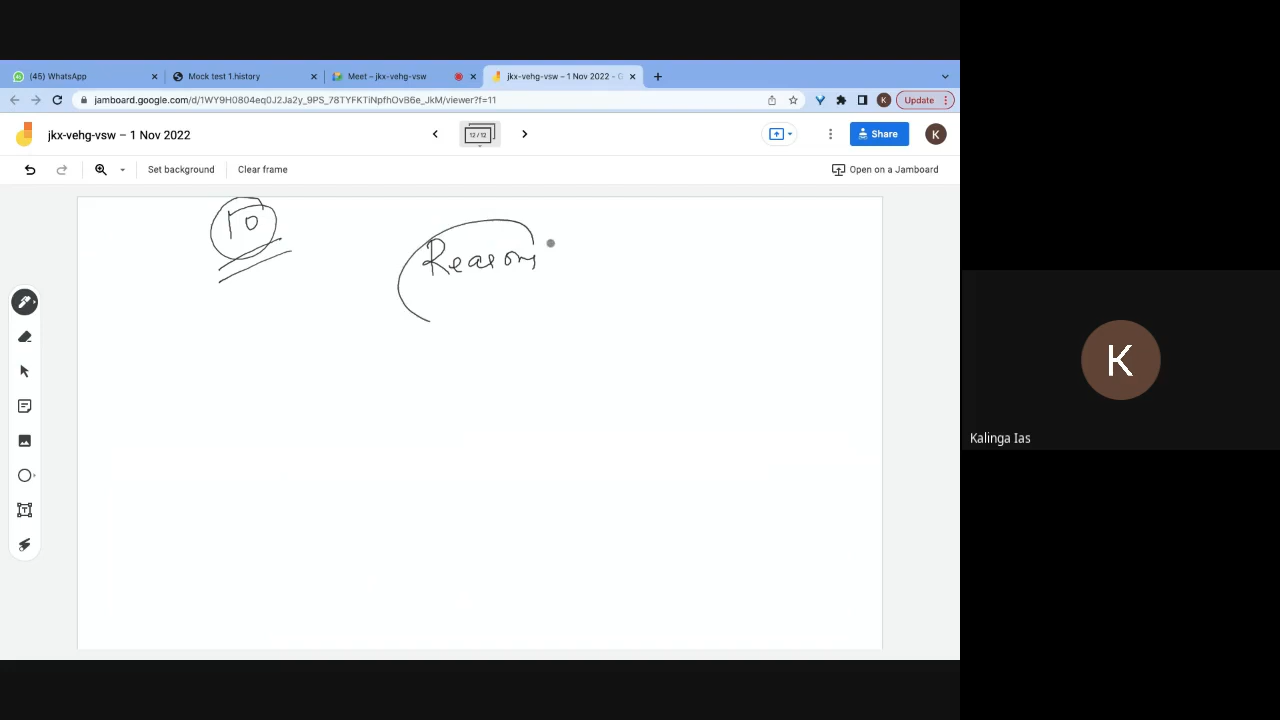 (45) WhatsApp
Mock test 1.history
Meet – jkx-vehg-vsw
jkx-vehg-vsw – 1 Nov 2022 - G
jamboard.google.com/d/1WY9H0804eq0J2Ja2y_9PS_78TYFKTiNpfhOvB6e_JkM/viewer?f=11
K
Update
jkx-vehg-vsw – 1 Nov 2022
12 / 12
Share
K
Set background
Clear frame
Open on a Jamboard
10
Reasons
K
Kalinga Ias